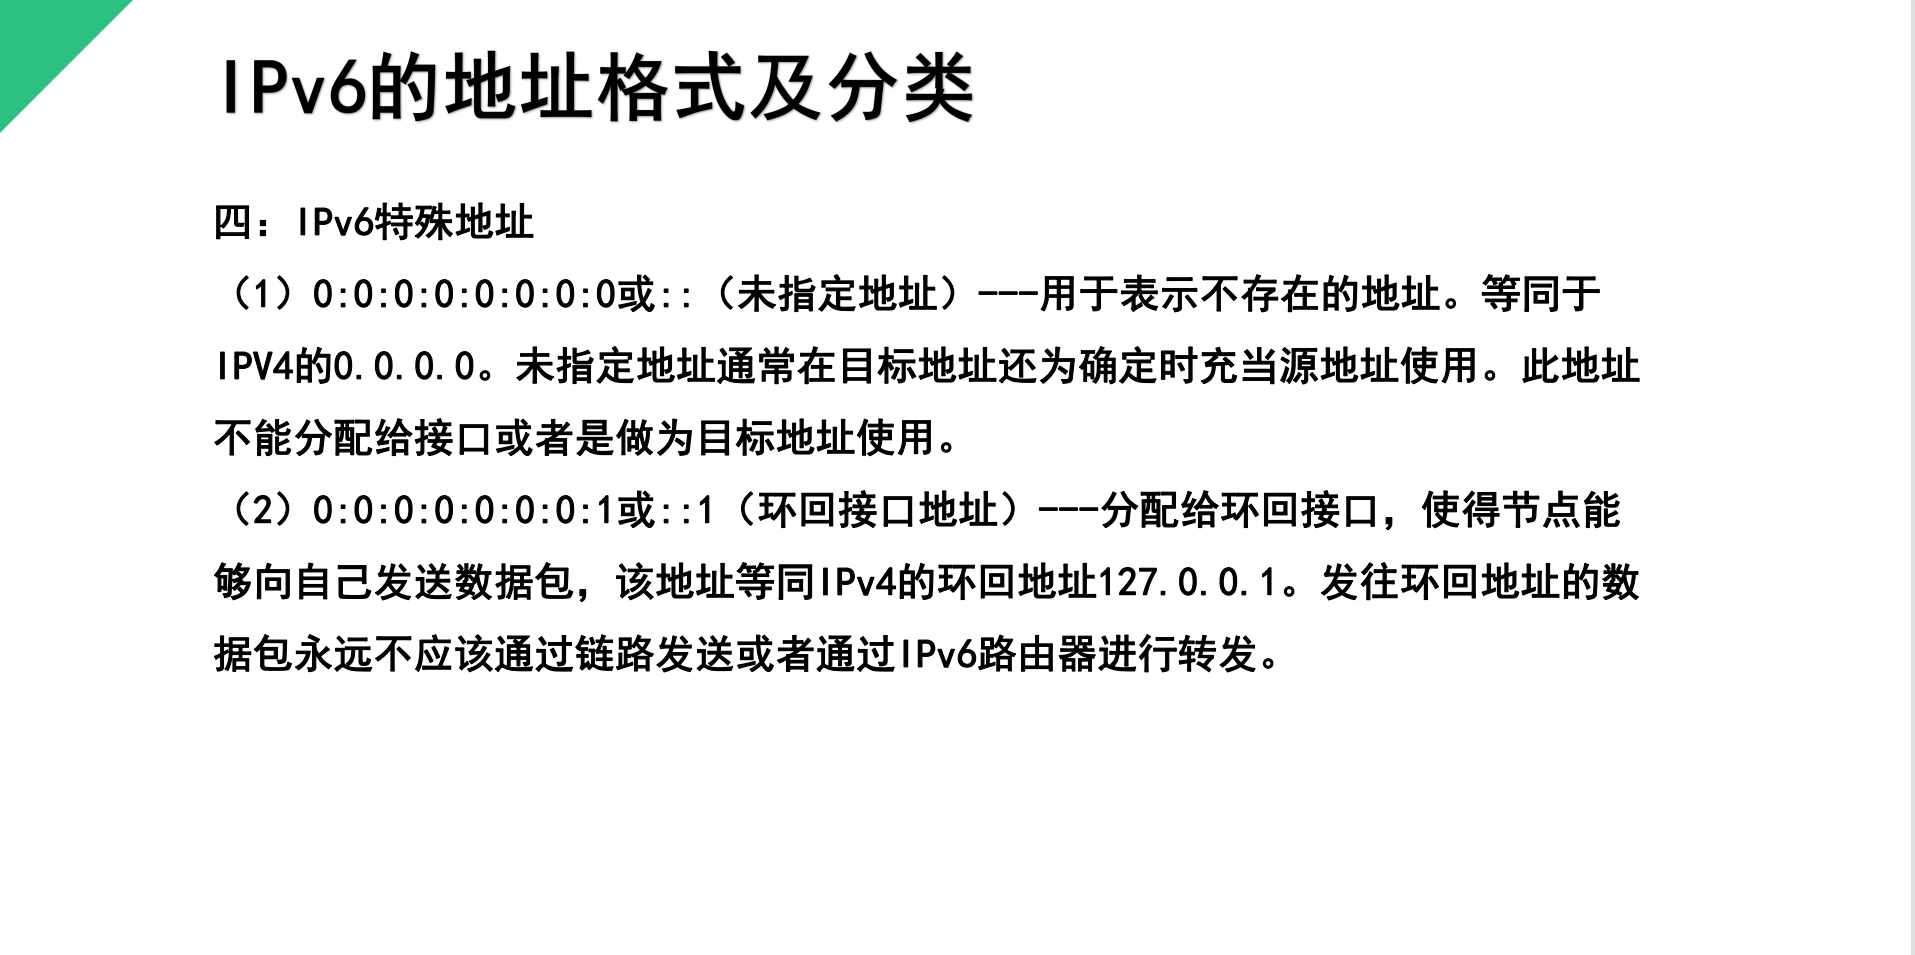 IPv6的地址格式及分类
四：IPv6特殊地址
（1）0:0:0:0:0:0:0:0或::（未指定地址）---用于表示不存在的地址。等同于
IPV4的0.0.0.0。未指定地址通常在目标地址还为确定时充当源地址使用。此地址
不能分配给接口或者是做为目标地址使用。
（2）0:0:0:0:0:0:0:1或::1（环回接口地址）---分配给环回接口，使得节点能
够向自己发送数据包，该地址等同IPv4的环回地址127.0.0.1。发往环回地址的数
据包永远不应该通过链路发送或者通过IPv6路由器进行转发。